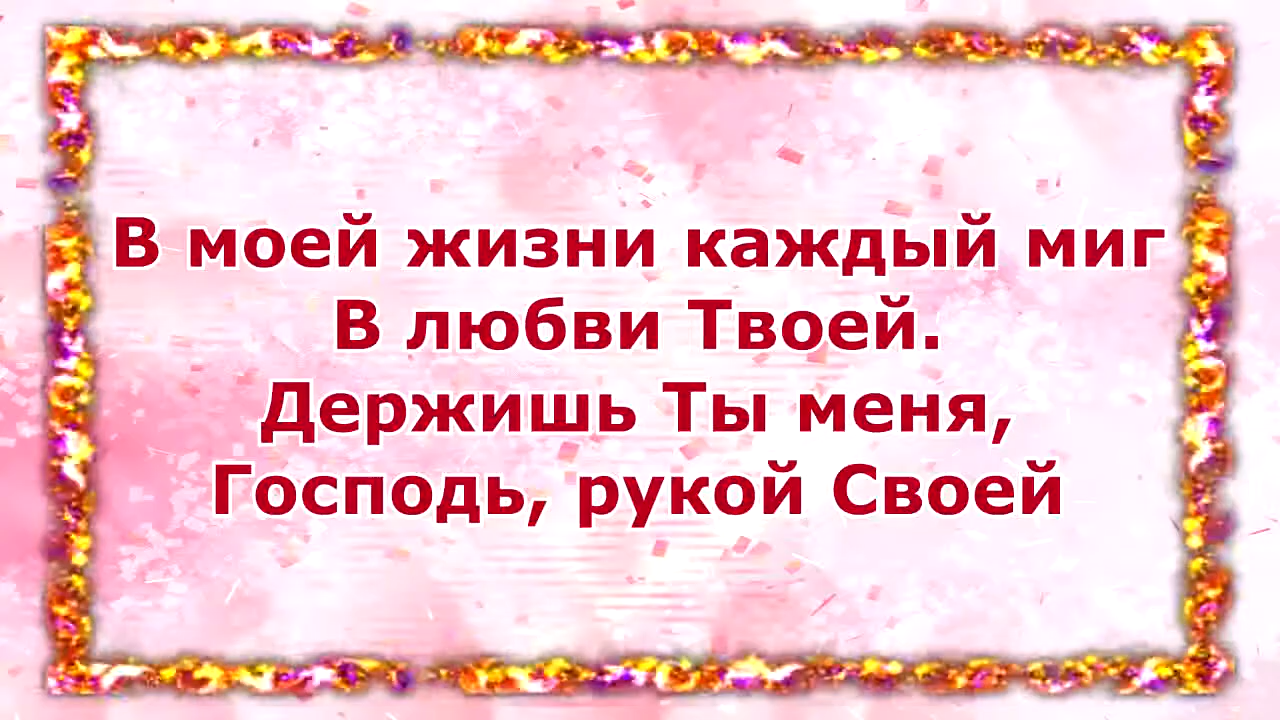 В моей жизни каждый миг
В любви Твоей.
Держишь Ты меня,
Господь, рукой Своей